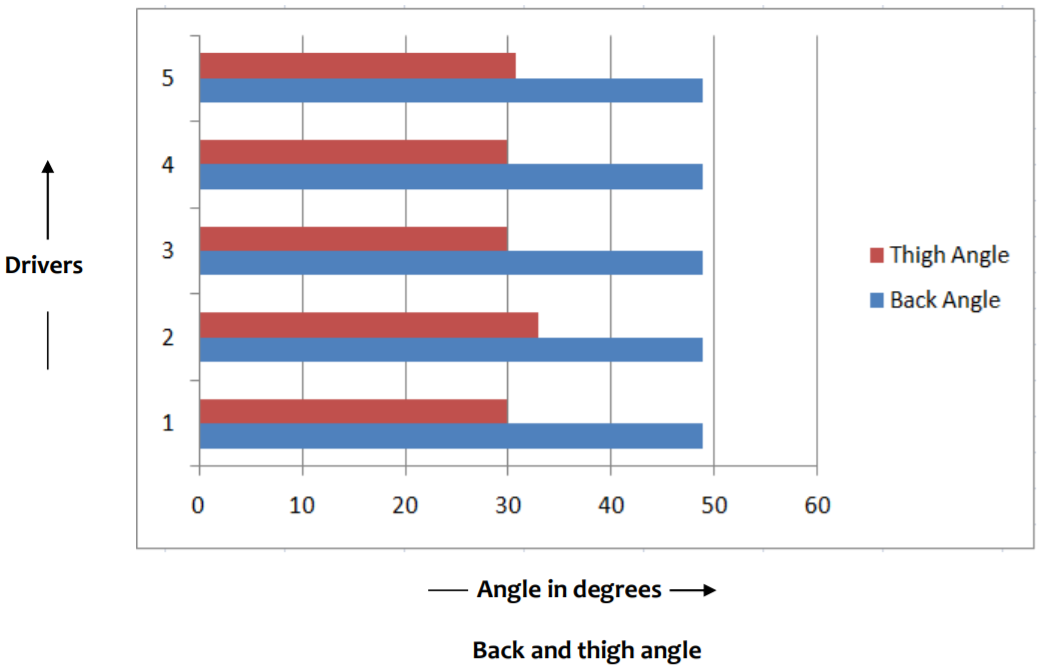 5
4
3
2
1
Drivers
Thigh Angle
Back Angle
0 10 20 30 40 50 60
Angle in degrees
Back and thigh angle